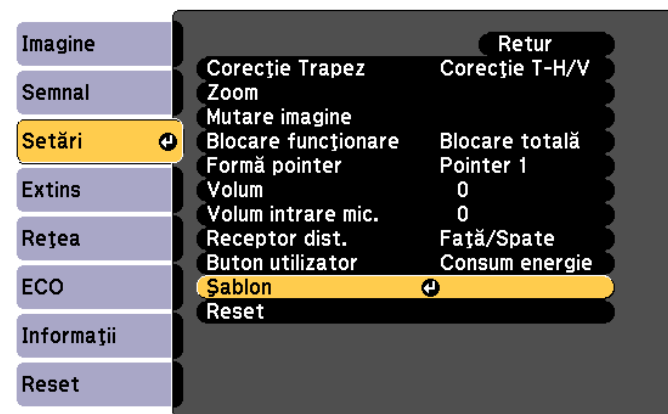 Imagine
Semnal
Setări
Extins
Reţea
ECO
Informaţii
Reset
Retur
Corecţie Trapez Corecţie T-H/V
Zoom
Mutare imagine
Blocare funcţionare Blocare totală
Formă pointer Pointer 1
Volum 0
Volum intrare mic. 0
Receptor dist. Faţă/Spate
Buton utilizator Consum energie
Şablon
Reset